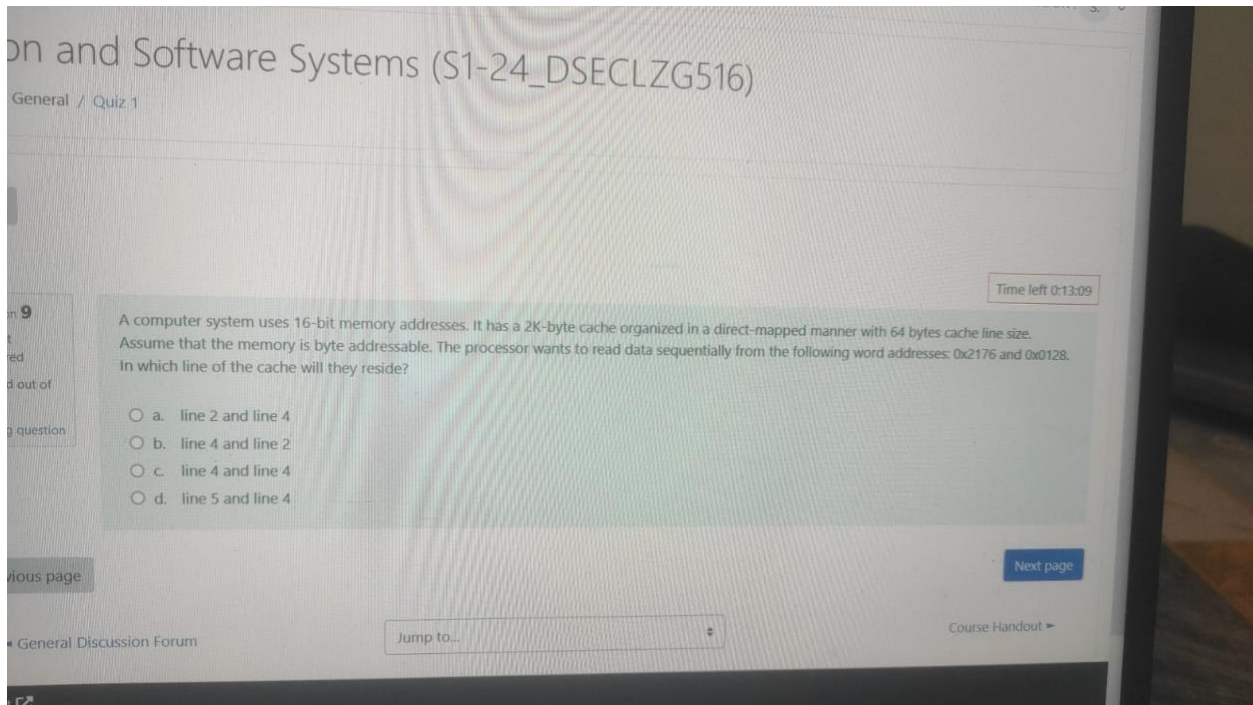 on and Software Systems (S1-24_DSECLZG516)
General / Quiz 1
Time left 0:13:09
9
A computer system uses 16-bit memory addresses. It has a 2K-byte cache organized in a direct-mapped manner with 64 bytes cache line size.
Assume that the memory is byte addressable. The processor wants to read data sequentially from the following word addresses: 0x2176 and 0x0128.
In which line of the cache will they reside?
d out of
question
a. line 2 and line 4
b. line 4 and line 2
c. line 4 and line 4
d. line 5 and line 4
vious page
Next page
General Discussion Forum
Jump to...
Course Handout